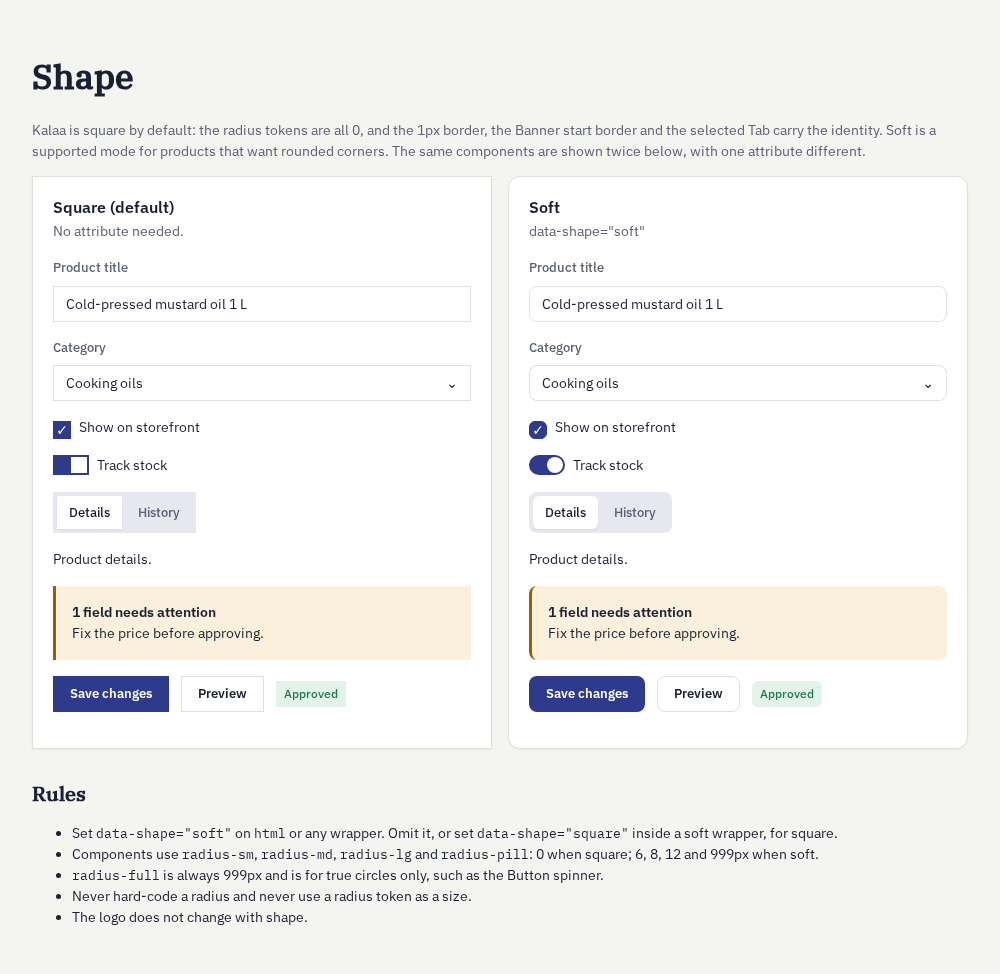 Shape
Kalaa is square by default: the radius tokens are all 0, and the 1px border, the Banner start border and the selected Tab carry the identity. Soft is a
supported mode for products that want rounded corners. The same components are shown twice below, with one attribute different.
Square (default)
No attribute needed.
Product title
Cold-pressed mustard oil 1 L
Category
Cooking oils
Show on storefront
Track stock
Details History
Product details.
1 field needs attention
Fix the price before approving.
Save changes Preview Approved
Soft
data-shape="soft"
Product title
Cold-pressed mustard oil 1 L
Category
Cooking oils
Show on storefront
Track stock
Details History
Product details.
1 field needs attention
Fix the price before approving.
Save changes Preview Approved
Rules
• Set data-shape="soft" on html or any wrapper. Omit it, or set data-shape="square" inside a soft wrapper, for square.
• Components use radius-sm, radius-md, radius-lg and radius-pill: 0 when square; 6, 8, 12 and 999px when soft.
• radius-full is always 999px and is for true circles only, such as the Button spinner.
• Never hard-code a radius and never use a radius token as a size.
• The logo does not change with shape.